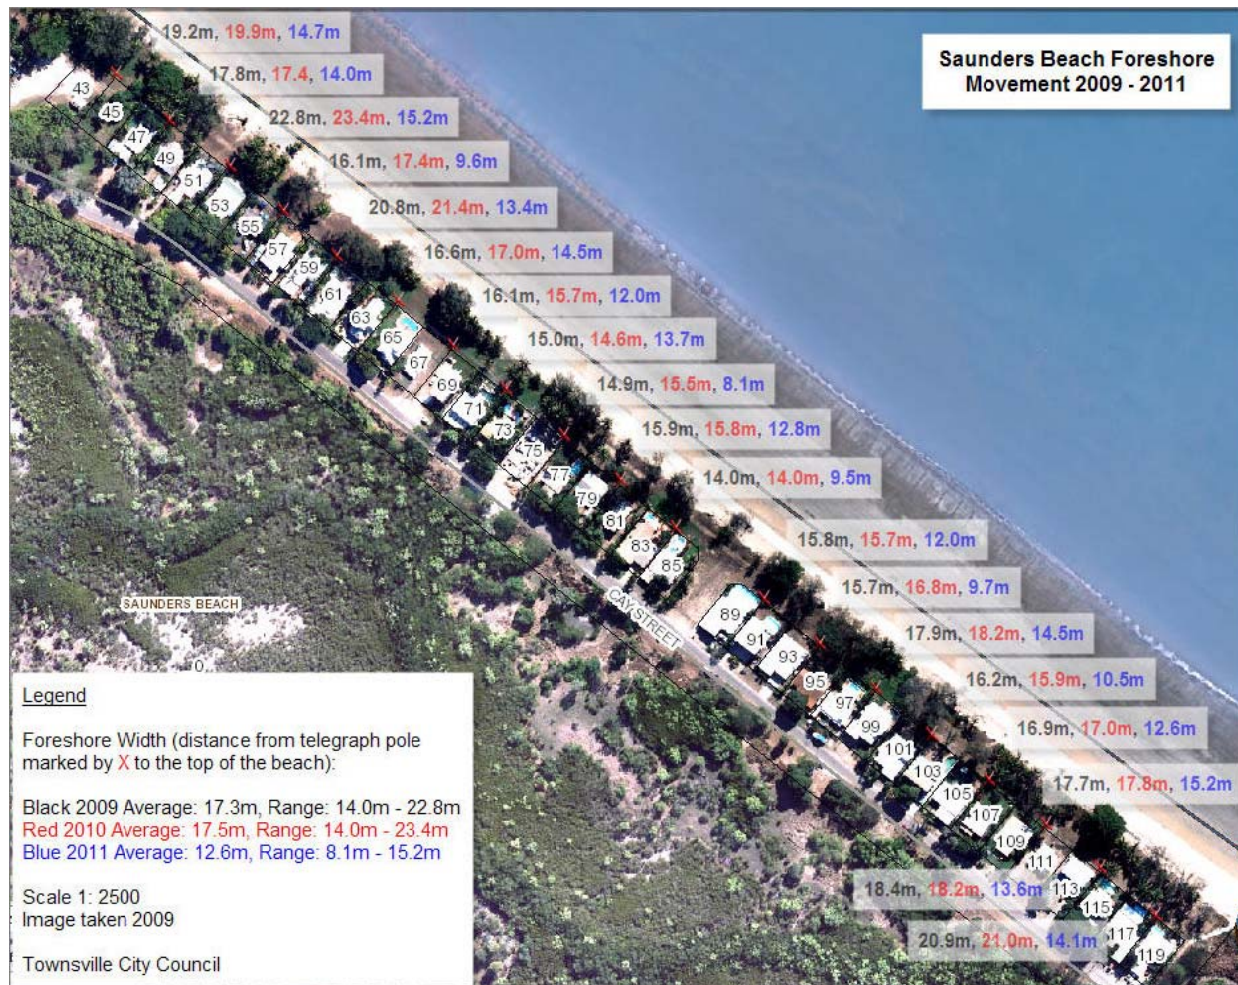 Saunders Beach Foreshore
Movement 2009 - 2011
19.2m, 19.9m, 14.7m
17.8m, 17.4, 14.0m
22.8m, 23.4m, 15.2m
16.1m, 17.4m, 9.6m
20.8m, 21.4m, 13.4m
16.6m, 17.0m, 14.5m
16.1m, 15.7m, 12.0m
15.0m, 14.6m, 13.7m
14.9m, 15.5m, 8.1m
15.9m, 15.8m, 12.8m
14.0m, 14.0m, 9.5m
15.8m, 15.7m, 12.0m
15.7m, 16.8m, 9.7m
17.9m, 18.2m, 14.5m
16.2m, 15.9m, 10.5m
16.9m, 17.0m, 12.6m
17.7m, 17.8m, 15.2m
18.4m, 18.2m, 13.6m
20.9m, 21.0m, 14.1m
43
45
47
49
51
53
55
57
59
61
63
65
67
69
71
73
75
77
79
81
83
85
89
91
93
95
97
99
101
103
105
107
109
111
113
115
117
119
CAY STREET
SAUNDERS BEACH
0
Legend
Foreshore Width (distance from telegraph pole
marked by X to the top of the beach):
Black 2009 Average: 17.3m, Range: 14.0m - 22.8m
Red 2010 Average: 17.5m, Range: 14.0m - 23.4m
Blue 2011 Average: 12.6m, Range: 8.1m - 15.2m
Scale 1: 2500
Image taken 2009
Townsville City Council